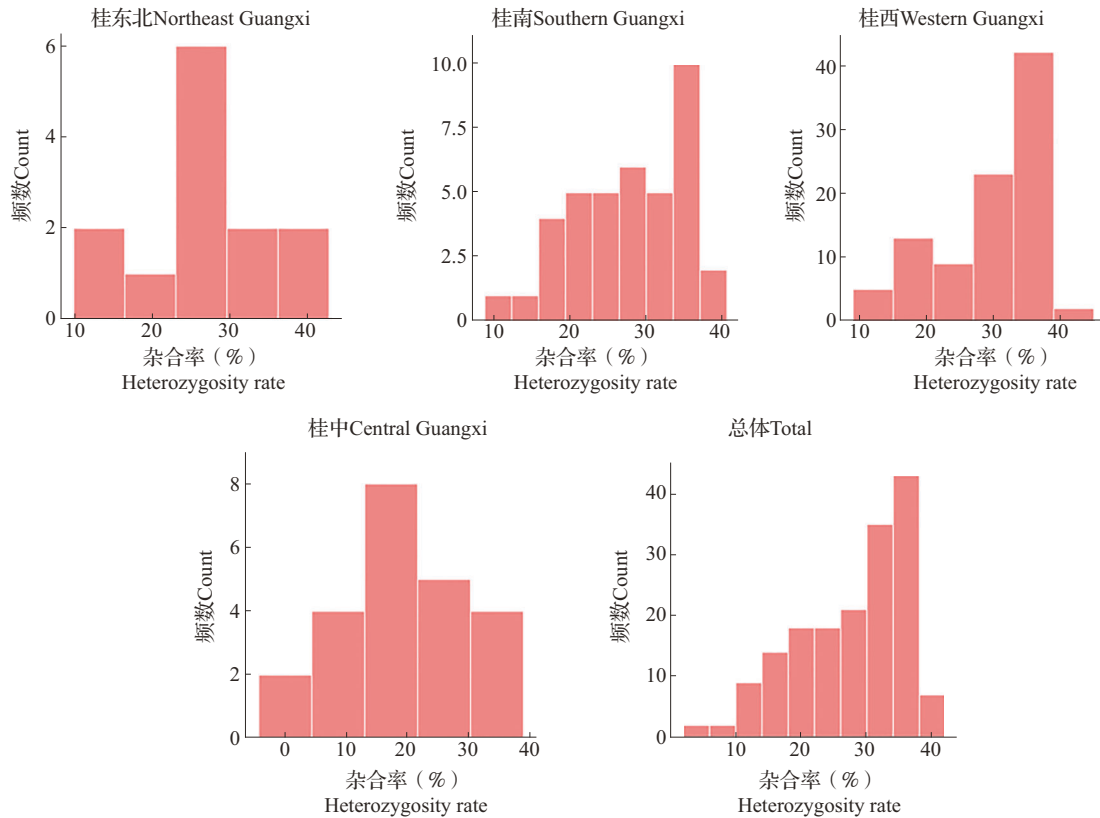 桂东北Northeast Guangxi
频数Count
6
4
2
0
10 20 30 40
杂合率（%）
Heterozygosity rate
桂南Southern Guangxi
频数Count
10.0
7.5
5.0
2.5
0
10 20 30 40
杂合率（%）
Heterozygosity rate
桂西Western Guangxi
频数Count
40
30
20
10
0
10 20 30 40
杂合率（%）
Heterozygosity rate
桂中Central Guangxi
频数Count
8
6
4
2
0
0 10 20 30 40
杂合率（%）
Heterozygosity rate
总体Total
频数Count
40
30
20
10
0
10 20 30 40
杂合率（%）
Heterozygosity rate